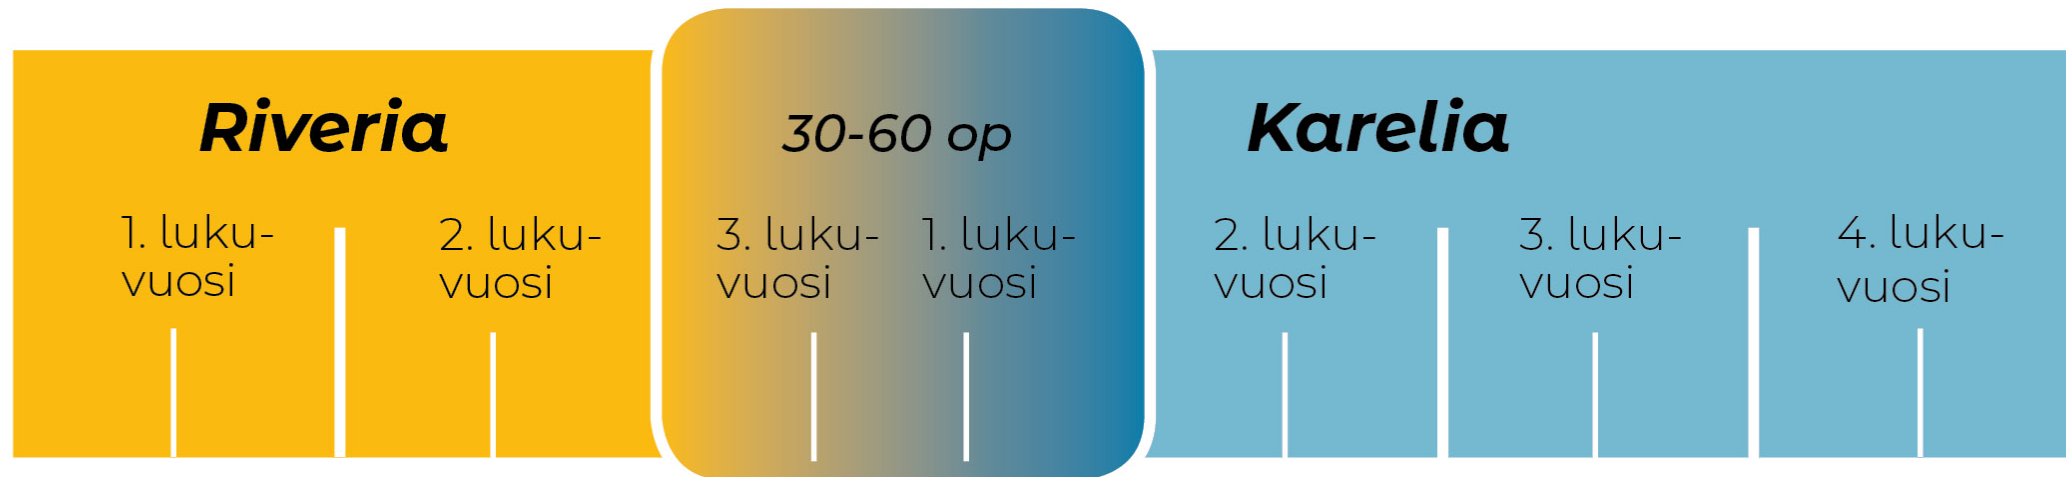 Riveria
1. luku-
vuosi
2. luku-
vuosi
30-60 op
3. luku-
vuosi
1. luku-
vuosi
Karelia
2. luku-
vuosi
3. luku-
vuosi
4. luku-
vuosi